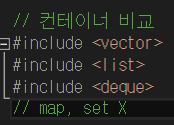 // 컨테이너 비교
#include <vector>
#include <list>
#include <deque>
// map, set X